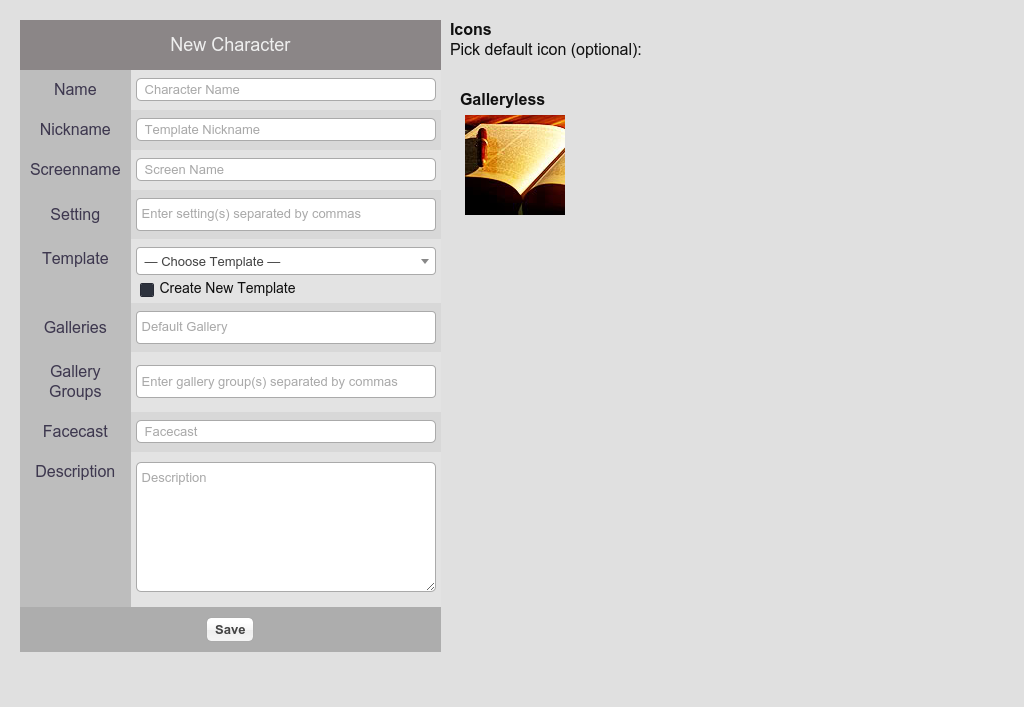 New Character
Name
Character Name
Nickname
Template Nickname
Screenname
Screen Name
Setting
Enter setting(s) separated by commas
Template
— Choose Template —
Create New Template
Galleries
Default Gallery
Gallery
Groups
Enter gallery group(s) separated by commas
Facecast
Facecast
Description
Description
Save
Icons
Pick default icon (optional):
Galleryless